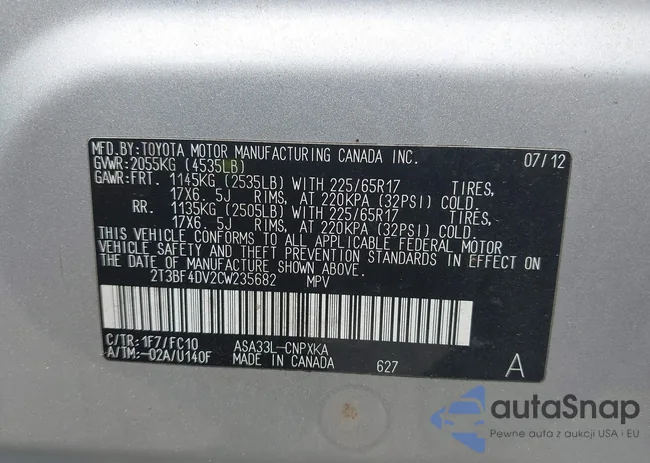 MFD.BY:TOYOTA MOTOR MANUFACTURING CANADA INC. 07/12
GVWR:2055KG (4535LB)
GAWR:FRT. 1145KG (2535LB) WITH 225/65R17 TIRES,
17X6. 5J RIMS, AT 220KPA (32PSI) COLD.
RR. 1135KG (2505LB) WITH 225/65R17 TIRES,
17X6. 5J RIMS, AT 220KPA (32PSI) COLD.
THIS VEHICLE CONFORMS TO ALL APPLICABLE FEDERAL MOTOR
VEHICLE SAFETY AND THEFT PREVENTION STANDARDS IN EFFECT ON
THE DATE OF MANUFACTURE SHOWN ABOVE.
2T3BF4DV2CW235682 MPV
C/TR:1F7/FC10 ASA33L-CNPXKA
A/TM:-02A/U140F MADE IN CANADA 627 A
autaSnap
Pewne auta z aukcji USA i EU